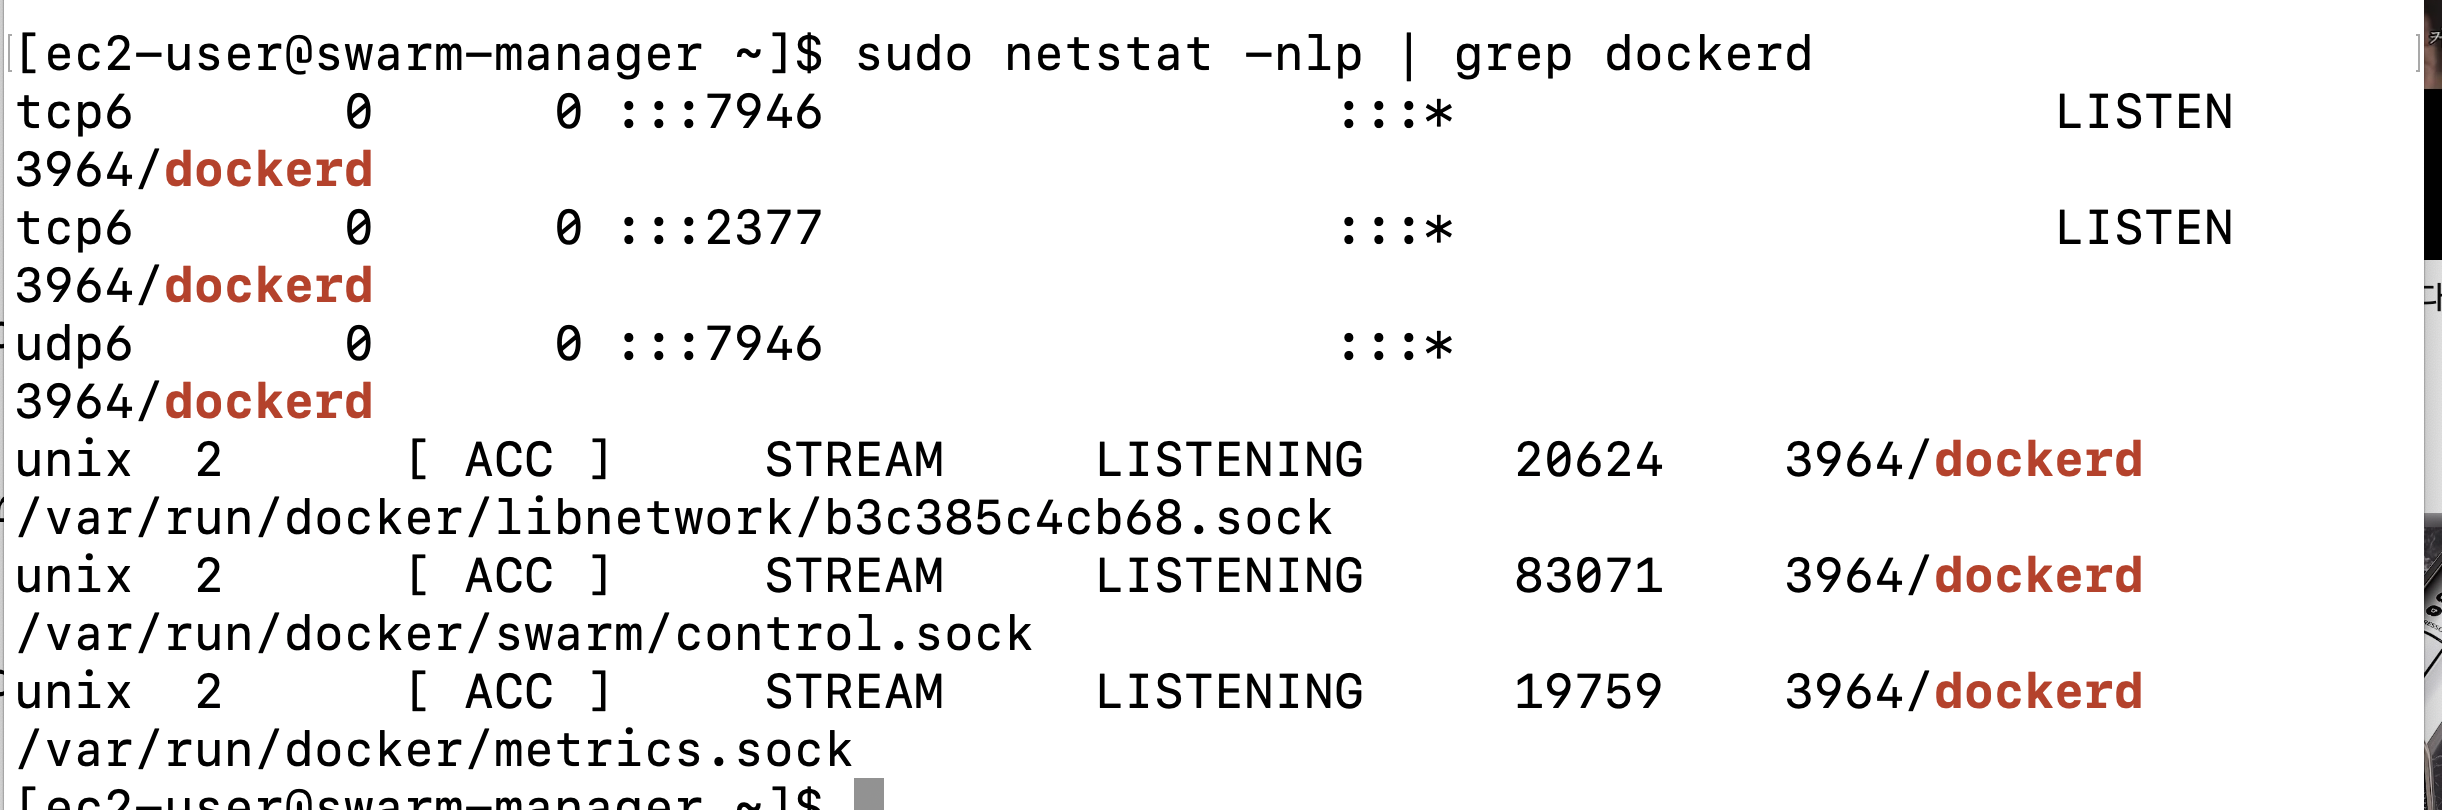 [ec2-user@swarm-manager ~]$ sudo netstat -nlp | grep dockerd
tcp6       0      0 :::7946                 :::*                    LISTEN
3964/dockerd
tcp6       0      0 :::2377                 :::*                    LISTEN
3964/dockerd
udp6       0      0 :::7946                 :::*
3964/dockerd
unix  2      [ ACC ]     STREAM     LISTENING     20624    3964/dockerd
/var/run/docker/libnetwork/b3c385c4cb68.sock
unix  2      [ ACC ]     STREAM     LISTENING     83071    3964/dockerd
/var/run/docker/swarm/control.sock
unix  2      [ ACC ]     STREAM     LISTENING     19759    3964/dockerd
/var/run/docker/metrics.sock
[ec2-user@swarm-manager ~]$